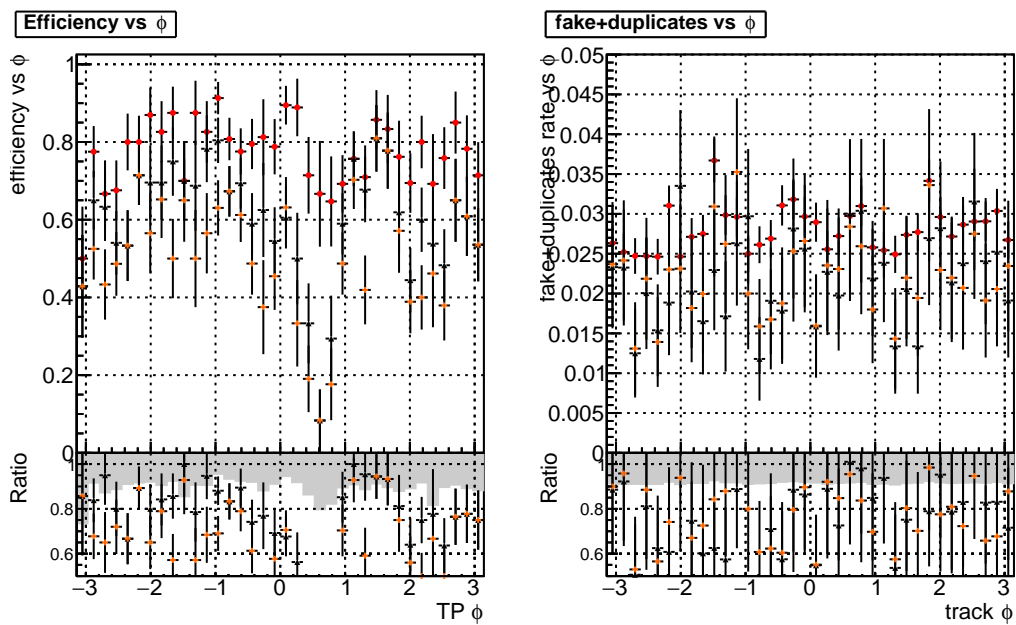 Efficiency vs ϕ
efficiency vs ϕ
1
0.8
0.6
0.4
0.2
0
Ratio
1
0.8
0.6
−3 −2 −1 0 1 2 3
TP ϕ
fake+duplicates vs ϕ
fake+duplicates rate vs ϕ
0.05
0.045
0.04
0.035
0.03
0.025
0.02
0.015
0.01
0.005
0
Ratio
1
0.8
0.6
−3 −2 −1 0 1 2 3
track ϕ